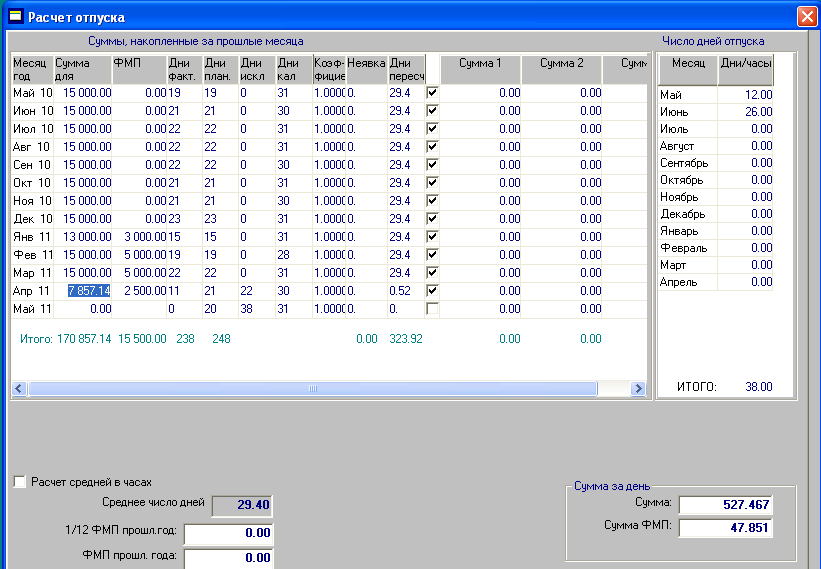 Расчет отпуска
Суммы, накопленные за прошлые месяца
Месяц год Сумма для ФМП Дни факт. Дни план. Дни искл Дни кал Коэф-фицие Неявка Дни пересч Сумма 1 Сумма 2 Сумм
Май 10 15 000.00 0.00 19 19 0 31 1.0000 0. 29.4 0.00 0.00
Июн 10 15 000.00 0.00 21 21 0 30 1.0000 0. 29.4 0.00 0.00
Июл 10 15 000.00 0.00 22 22 0 31 1.0000 0. 29.4 0.00 0.00
Авг 10 15 000.00 0.00 22 22 0 31 1.0000 0. 29.4 0.00 0.00
Сен 10 15 000.00 0.00 22 22 0 30 1.0000 0. 29.4 0.00 0.00
Окт 10 15 000.00 0.00 21 21 0 31 1.0000 0. 29.4 0.00 0.00
Ноя 10 15 000.00 0.00 21 21 0 30 1.0000 0. 29.4 0.00 0.00
Дек 10 15 000.00 0.00 23 23 0 31 1.0000 0. 29.4 0.00 0.00
Янв 11 13 000.00 3 000.00 15 15 0 31 1.0000 0. 29.4 0.00 0.00
Фев 11 15 000.00 5 000.00 19 19 0 28 1.0000 0. 29.4 0.00 0.00
Мар 11 15 000.00 5 000.00 22 22 0 31 1.0000 0. 29.4 0.00 0.00
Апр 11 7 857.14 2 500.00 11 21 22 30 1.0000 0. 0.52 0.00 0.00
Май 11 0.00 0 20 38 31 1.0000 0. 0. 0.00 0.00
Итого: 170 857.14 15 500.00 238 248 0.00 323.92 0.00 0.00
Число дней отпуска
Месяц Дни/часы
Май 12.00
Июнь 26.00
Июль 0.00
Август 0.00
Сентябрь 0.00
Октябрь 0.00
Ноябрь 0.00
Декабрь 0.00
Январь 0.00
Февраль 0.00
Март 0.00
Апрель 0.00
ИТОГО: 38.00
Расчет средней в часах
Среднее число дней 29.40
1/12 ФМП прошл.год: 0.00
ФМП прошл. года: 0.00
Сумма за день
Сумма: 527.467
Сумма ФМП: 47.851